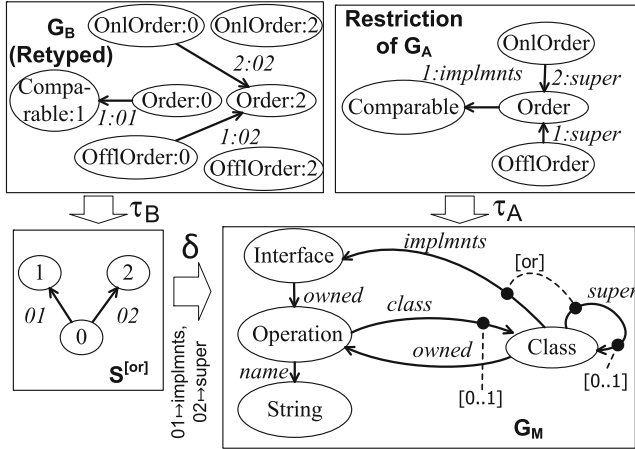 G_B
(Retyped)
OnlOrder:0
OnlOrder:2
2:02
Compa-
rable:1
Order:0
Order:2
1:01
1:02
OfflOrder:0
OfflOrder:2
Restriction
of G_A
OnlOrder
1:implmnts
2:super
Comparable
Order
1:super
OfflOrder
τ_B
τ_A
1
2
01
02
0
S^[or]
δ
01↦implmnts,
02↦super
Interface
implmnts
[or]
owned
class
super
Operation
owned
Class
name
[0..1]
[0..1]
String
G_M